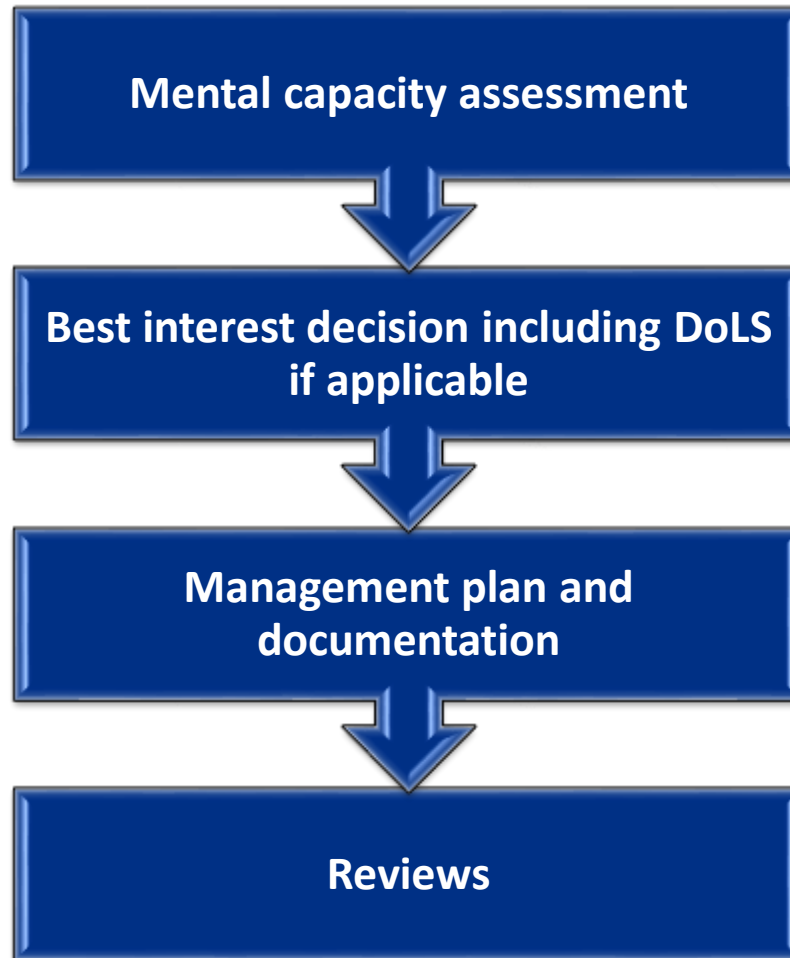 Mental capacity assessment
Best interest decision including DoLS
if applicable
Management plan and
documentation
Reviews